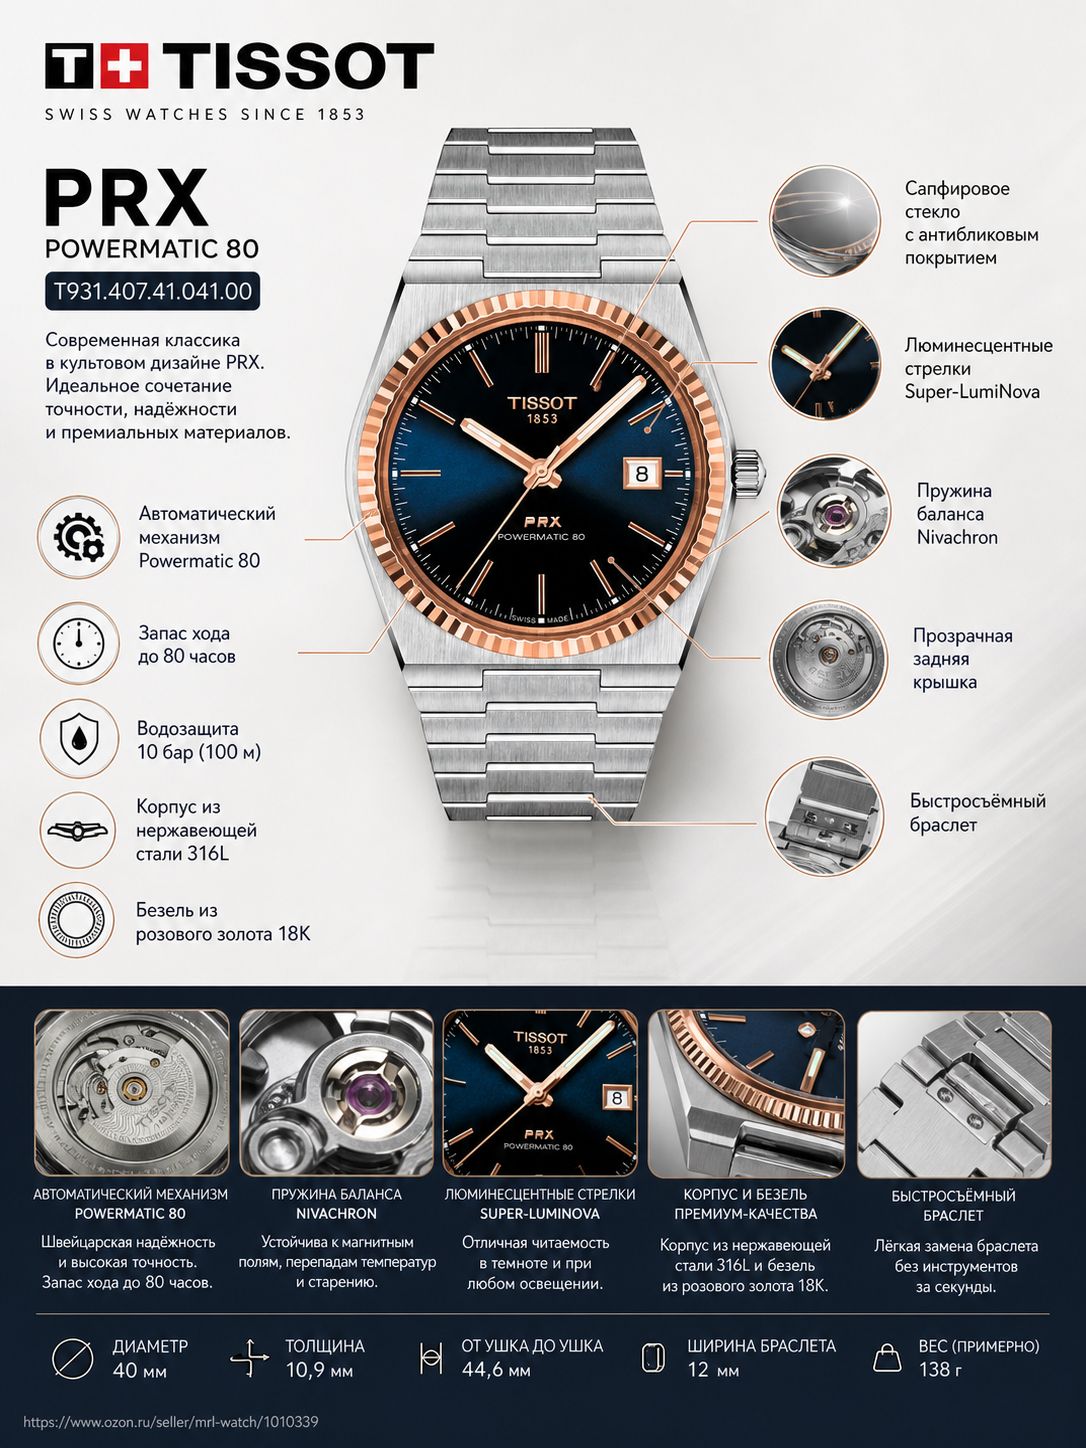 TISSOT
SWISS WATCHES SINCE 1853
PRX
POWERMATIC 80
T931.407.41.041.00
Современная классика
в культовом дизайне PRX.
Идеальное сочетание
точности, надёжности
и премиальных материалов.
Автоматический
механизм
Powermatic 80
Запас хода
до 80 часов
Водозащита
10 бар (100 м)
Корпус из
нержавеющей
стали 316L
Безель из
розового золота 18K
TISSOT
1853
8
PRX
POWERMATIC 80
SWISS MADE
Сапфировое
стекло
с антибликовым
покрытием
Люминесцентные
стрелки
Super-LumiNova
Пружина
баланса
Nivachron
Прозрачная
задняя
крышка
Быстросъёмный
браслет
TISSOT
1853
8
PRX
POWERMATIC 80
АВТОМАТИЧЕСКИЙ МЕХАНИЗМ
POWERMATIC 80
Швейцарская надёжность
и высокая точность.
Запас хода до 80 часов.
ПРУЖИНА БАЛАНСА
NIVACHRON
Устойчива к магнитным
полям, перепадам температур
и старению.
ЛЮМИНЕСЦЕНТНЫЕ СТРЕЛКИ
SUPER-LUMINOVA
Отличная читаемость
в темноте и при
любом освещении.
КОРПУС И БЕЗЕЛЬ
ПРЕМИУМ-КАЧЕСТВА
Корпус из нержавеющей
стали 316L и безель
из розового золота 18K.
БЫСТРОСЪЁМНЫЙ
БРАСЛЕТ
Лёгкая замена браслета
без инструментов
за секунды.
ДИАМЕТР
40 мм
ТОЛЩИНА
10,9 мм
ОТ УШКА ДО УШКА
44,6 мм
ШИРИНА БРАСЛЕТА
12 мм
ВЕС (ПРИМЕРНО)
138 г
https://www.ozon.ru/seller/mrl-watch/1010339